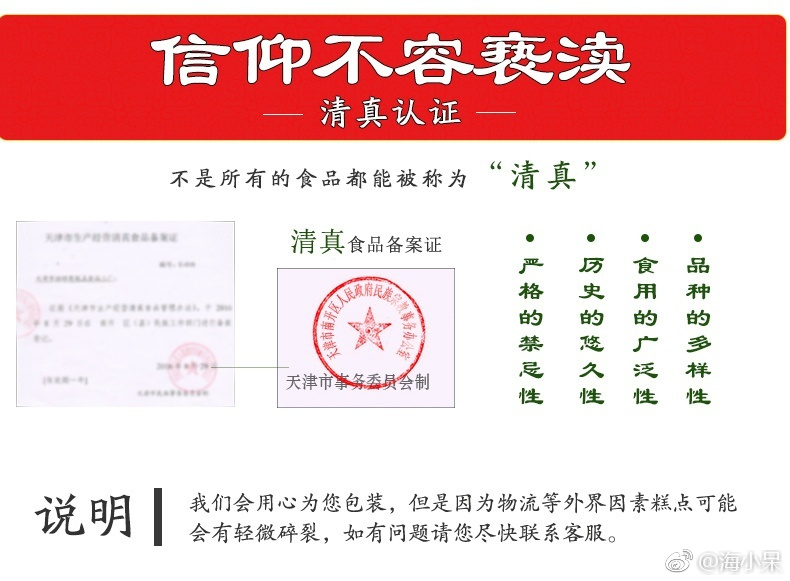 信仰不容亵渎
清真认证
不是所有的食品都能被称为“清真”
天津市生产经营清真食品备案证
清真食品备案证
天津市南开区人民政府民族宗教事务办公室
天津市事务委员会制
• 严格的禁忌性
• 历史的悠久性
• 食用的广泛性
• 品种的多样性
说明
我们会用心为您包装，但是因为物流等外界因素糕点可能
会有轻微碎裂，如有问题请您尽快联系客服。
@海小呆